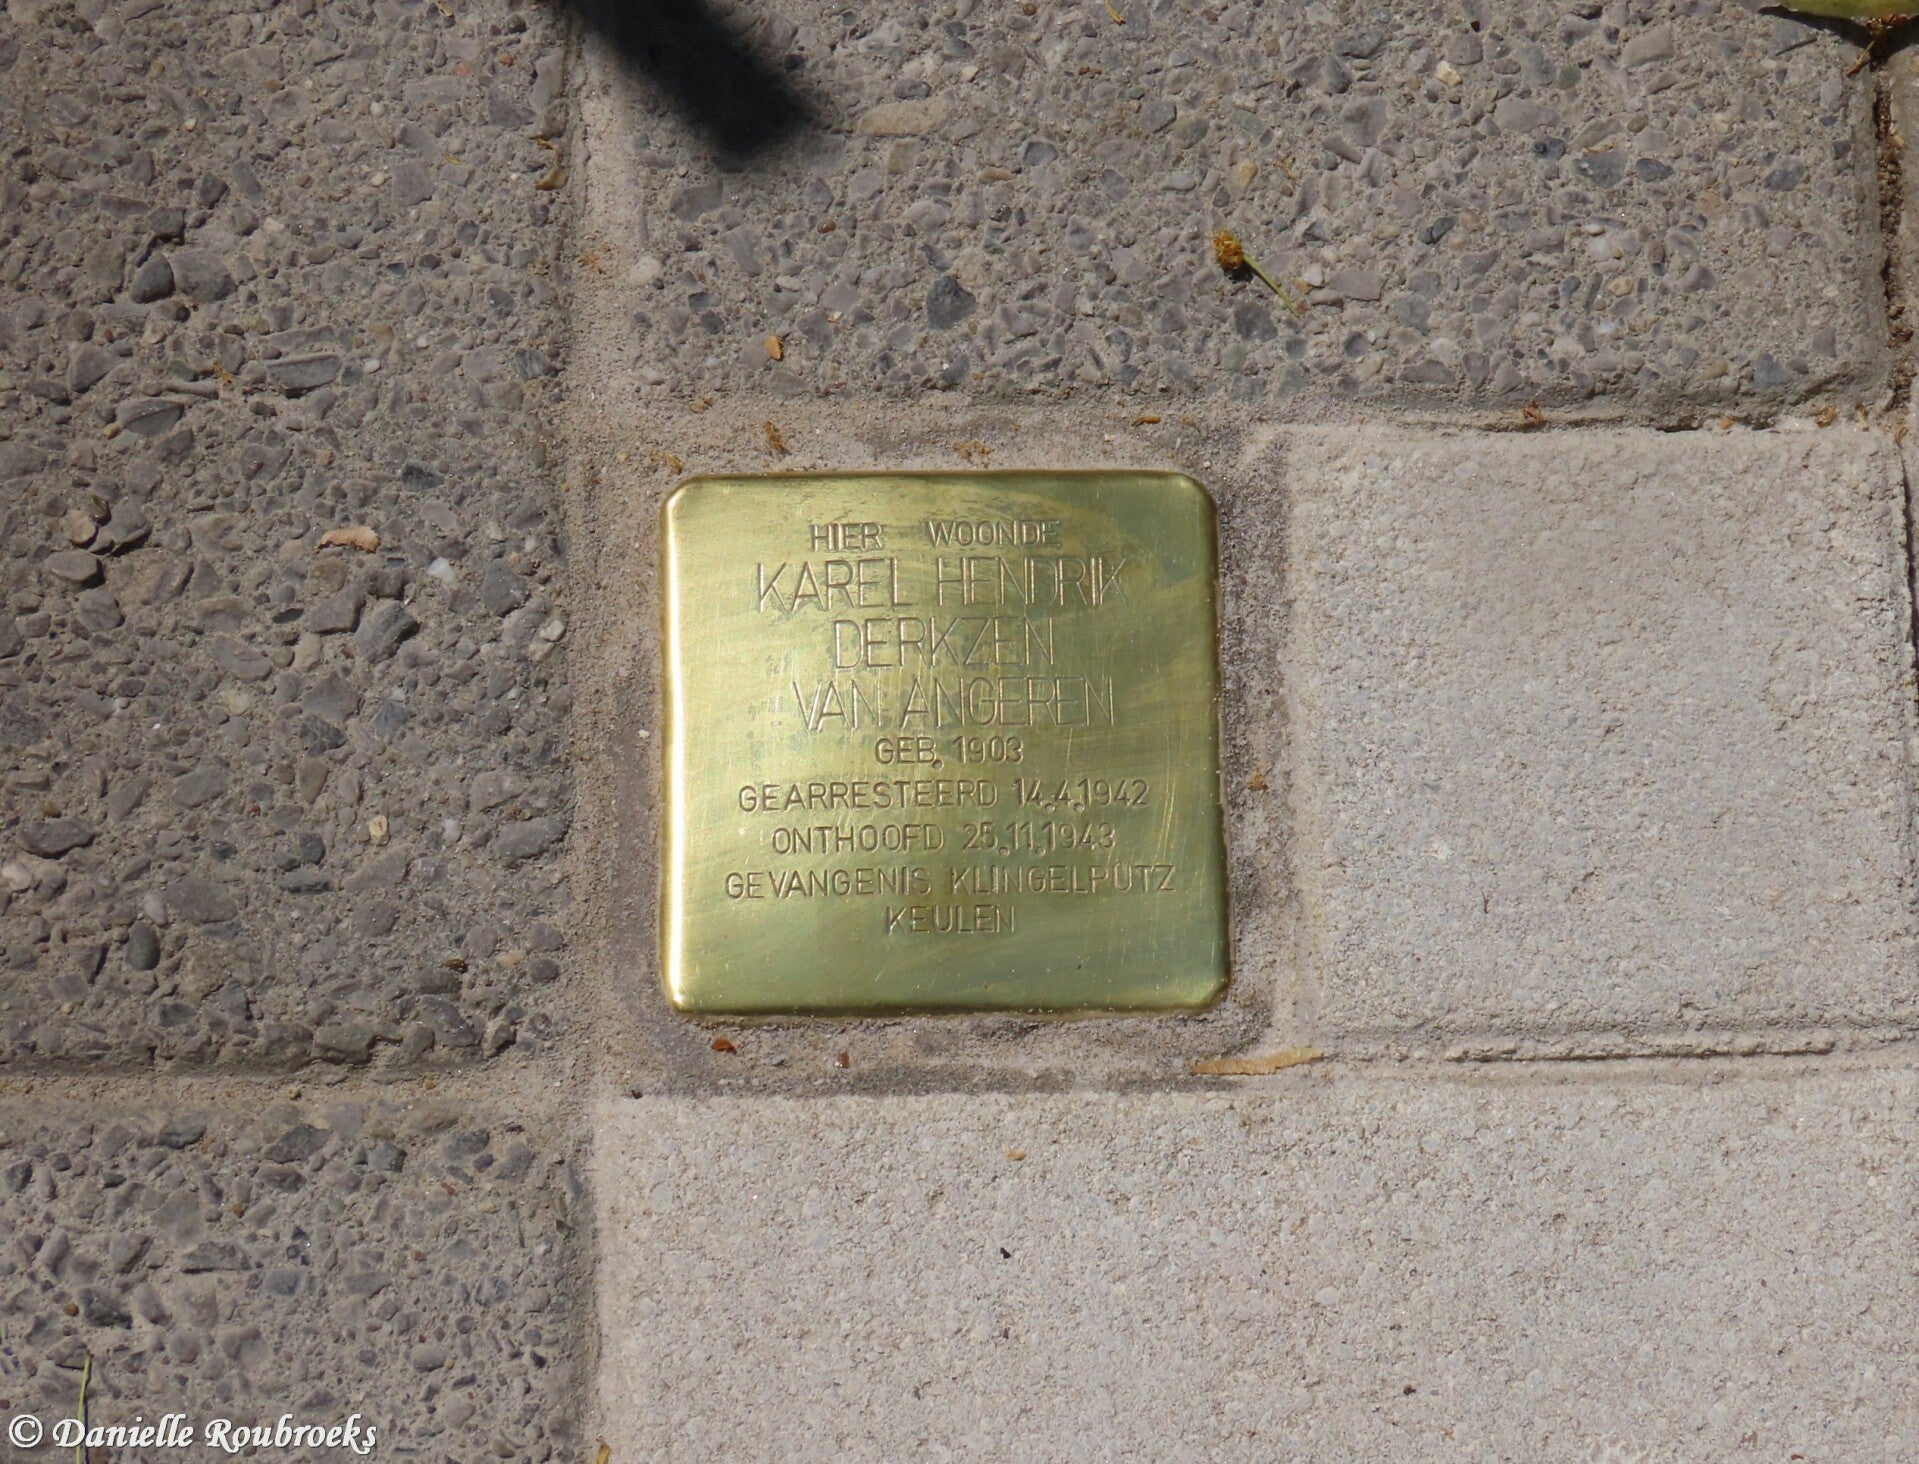 HIER WOONDE
KAREL HENDRIK
DERKZEN
VAN ANGEREN
GEB. 1903
GEARRESTEERD 14.4.1942
ONTHOOFD 25.11.1943
GEVANGENIS KLINGELPÜTZ
KEULEN
© Danielle Roubroeks